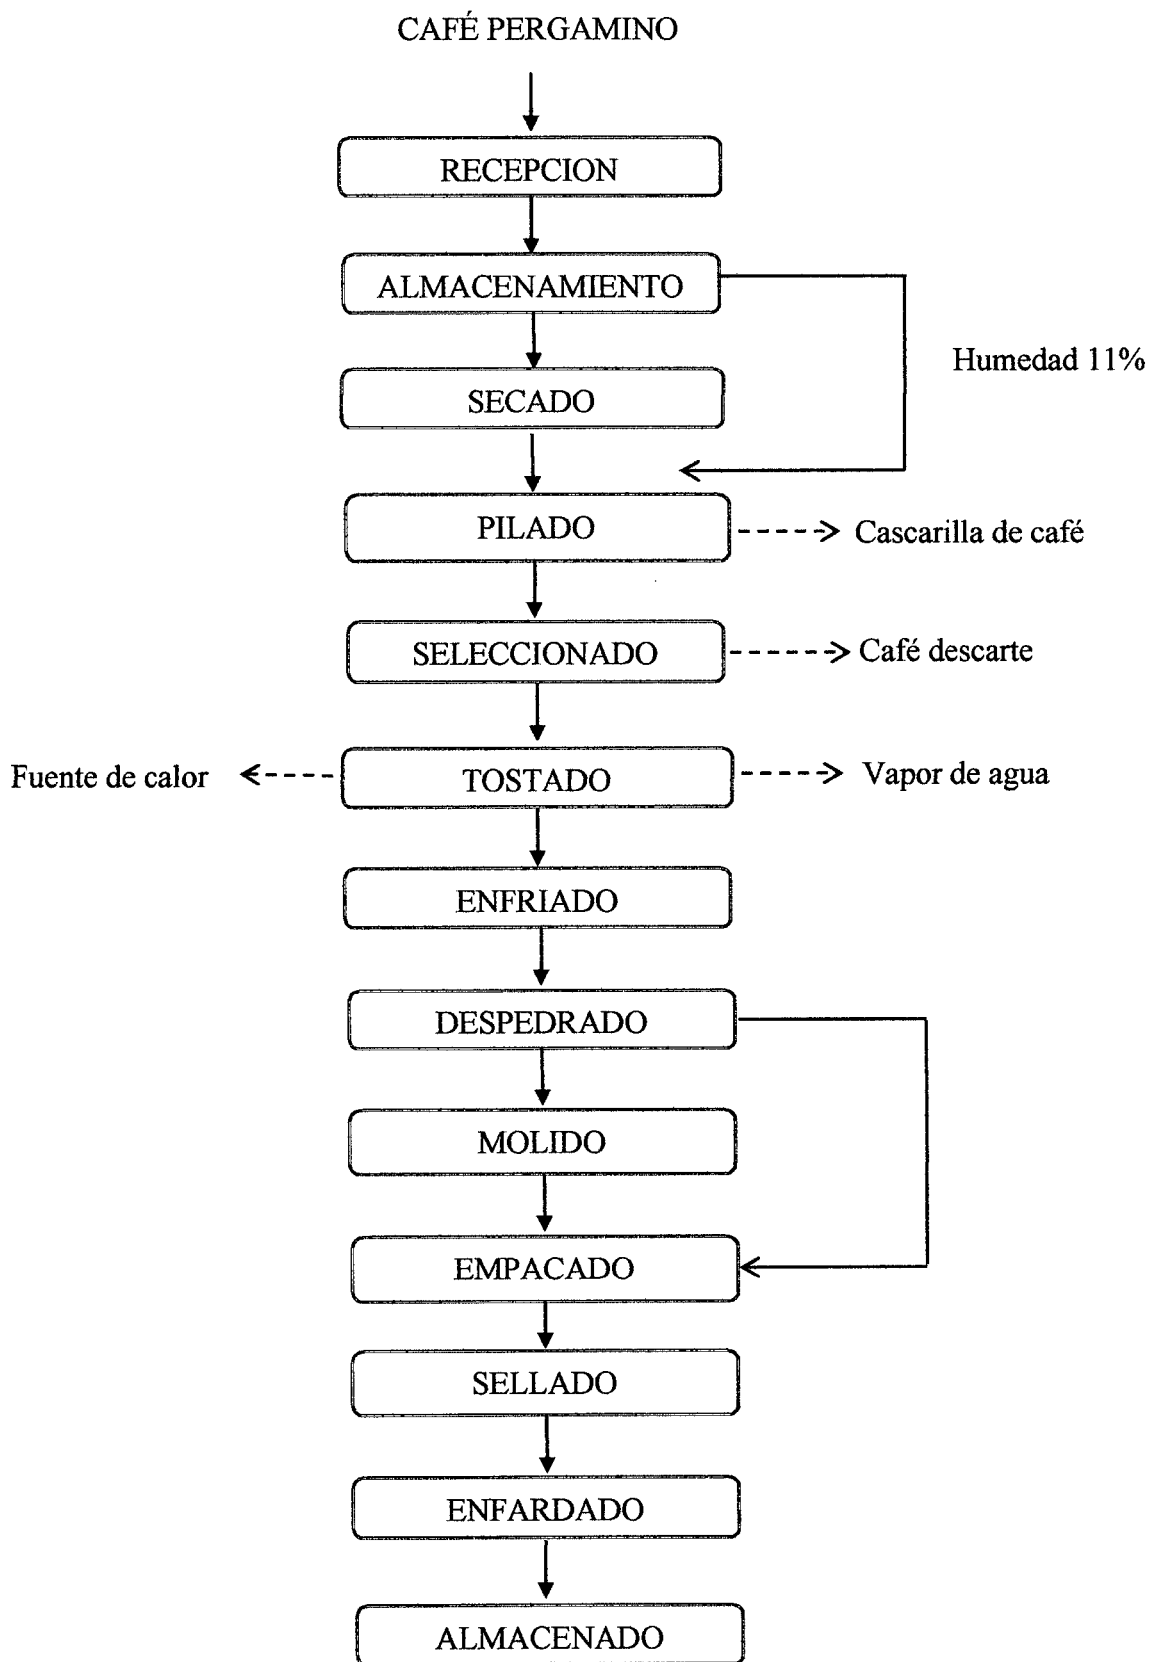 CAFÉ PERGAMINO
RECEPCION
ALMACENAMIENTO
Humedad 11%
SECADO
PILADO
Cascarilla de café
SELECCIONADO
Café descarte
Fuente de calor
TOSTADO
Vapor de agua
ENFRIADO
DESPEDRADO
MOLIDO
EMPACADO
SELLADO
ENFARDADO
ALMACENADO